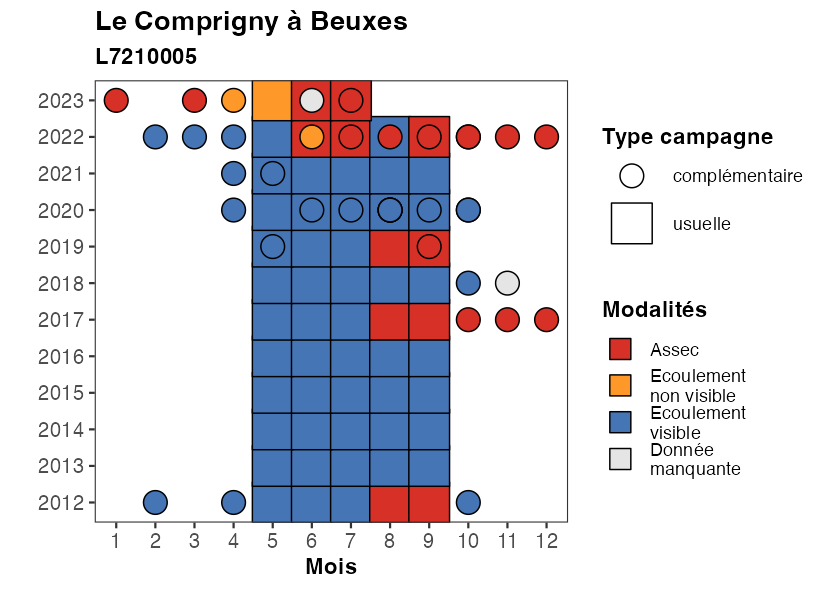 Le Comprigny à Beuxes
L7210005
2023
2022
2021
2020
2019
2018
2017
2016
2015
2014
2013
2012
1 2 3 4 5 6 7 8 9 10 11 12
Mois
Type campagne
complémentaire
usuelle
Modalités
Assec
Ecoulement
non visible
Ecoulement
visible
Donnée
manquante